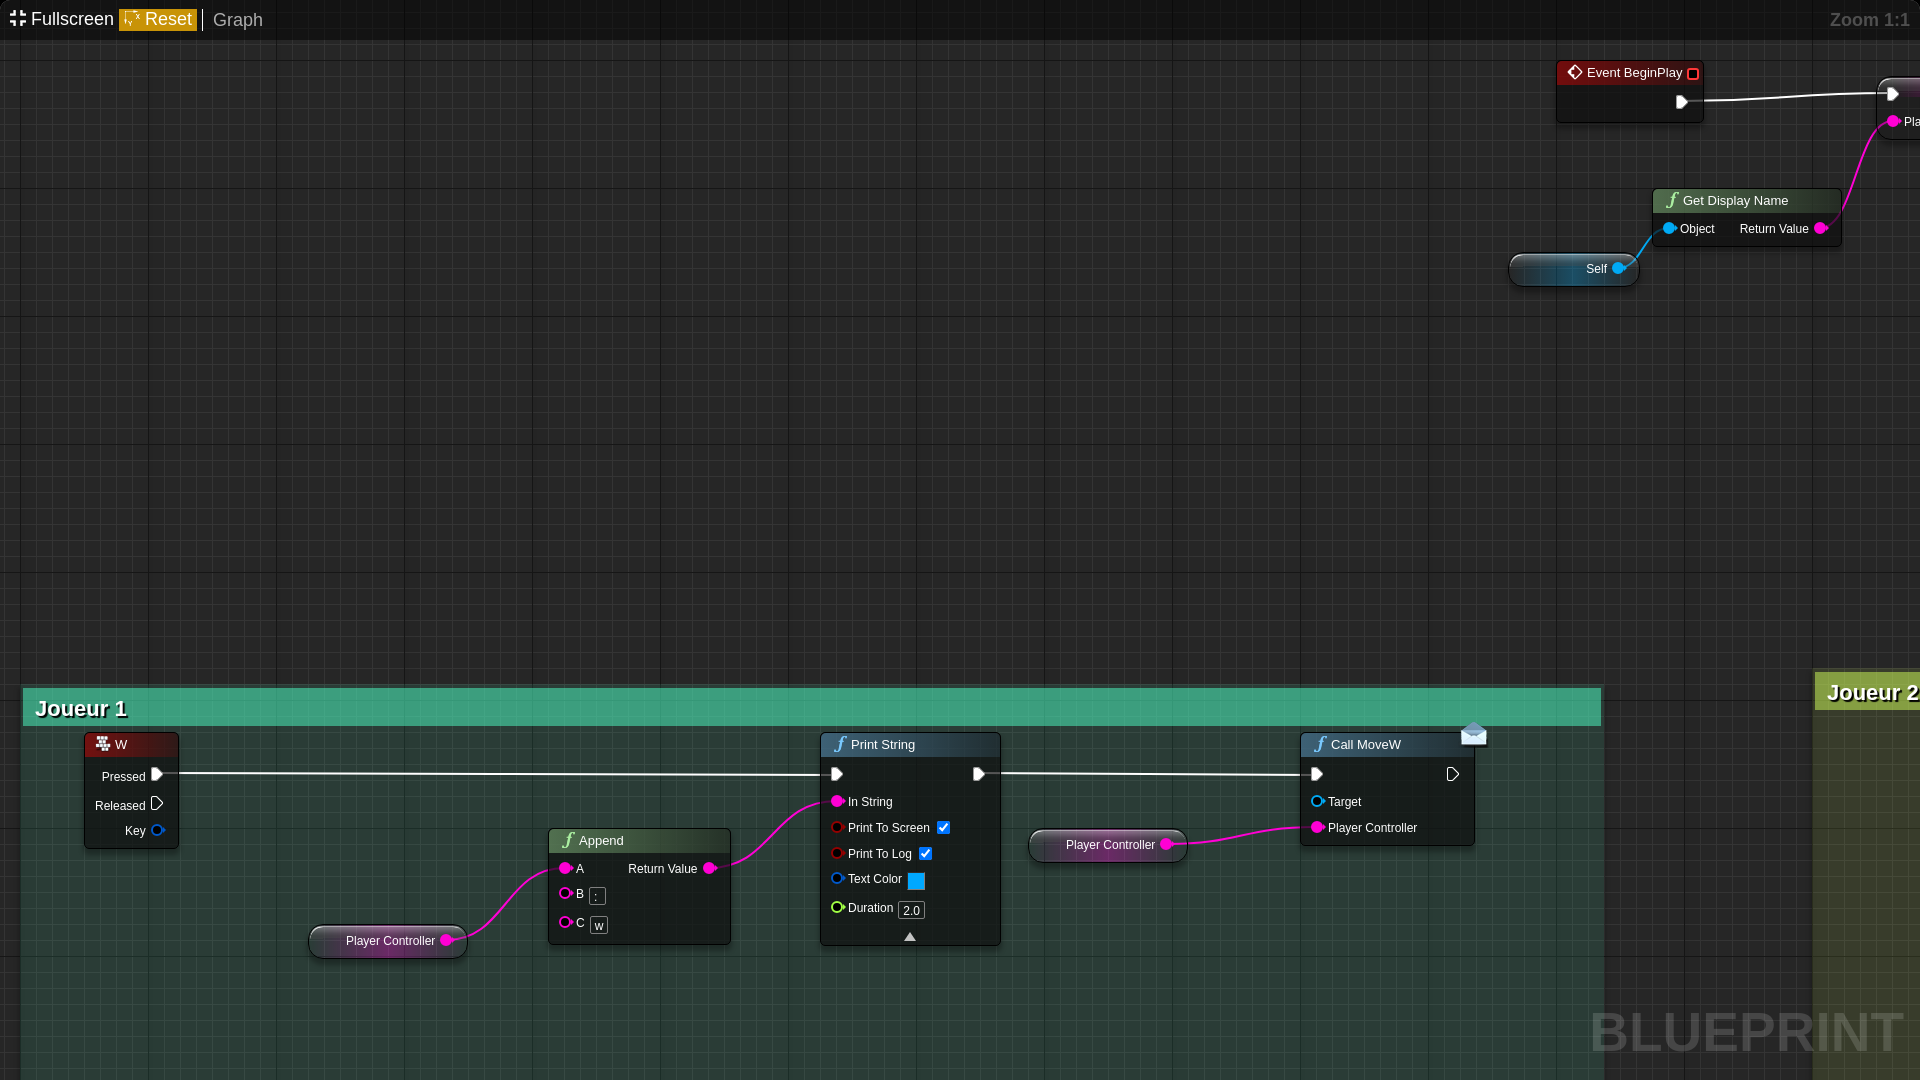 Fullscreen Reset Graph Zoom 1:1
Event BeginPlay
Get Display Name
Object Return Value
Self
Joueur 1
W
Pressed
Released
Key
Player Controller
Append
A Return Value
B :
C w
Print String
In String
Print To Screen
Print To Log
Text Color
Duration 2.0
Player Controller
Call MoveW
Target
Player Controller
Joueur 2
BLUEPRINT